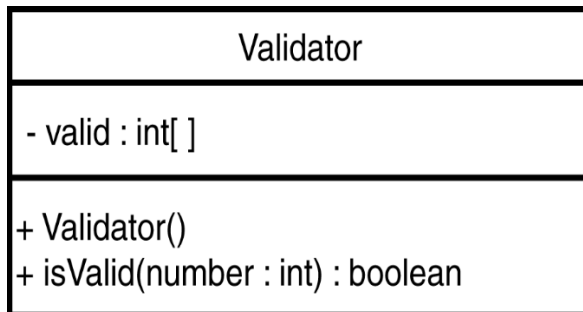 Validator
- valid : int[ ]
+ Validator()
+ isValid(number : int) : boolean